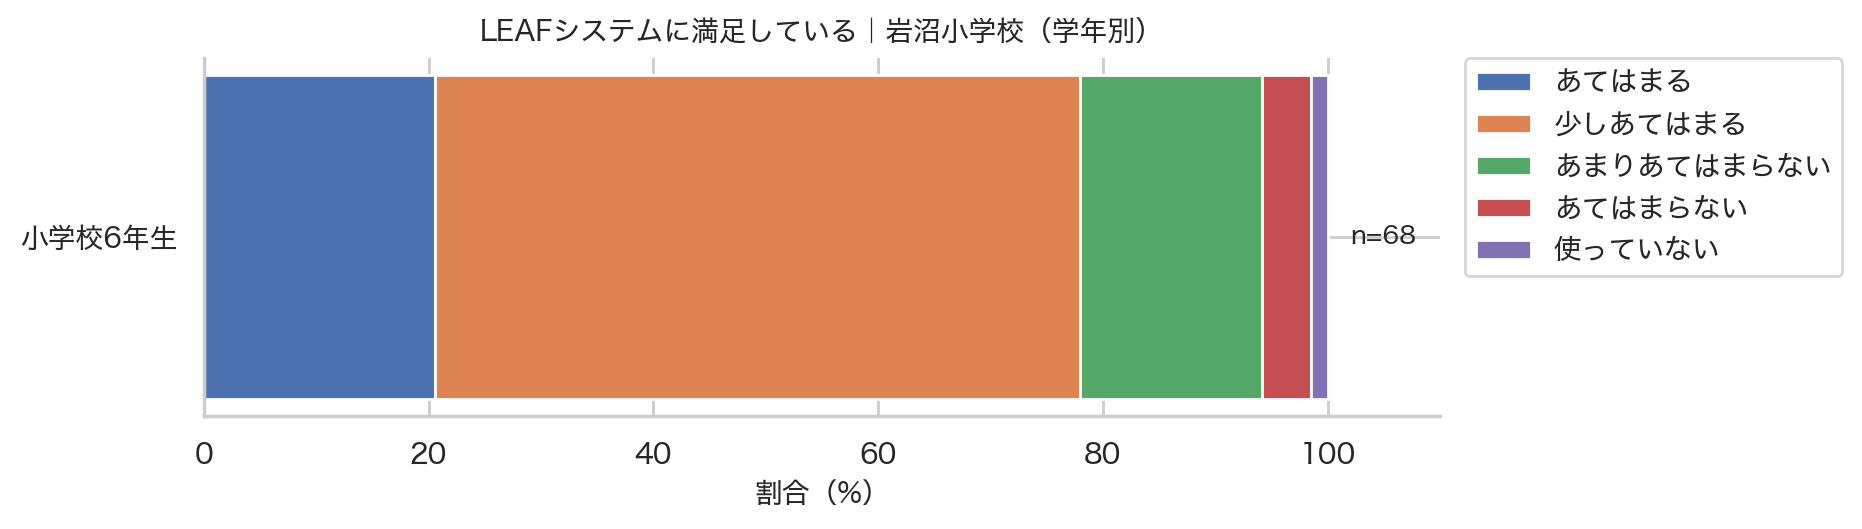 LEAFシステムに満足している｜岩沼小学校（学年別）
あてはまる
少しあてはまる
あまりあてはまらない
あてはまらない
使っていない
小学校6年生
n=68
0 20 40 60 80 100
割合（%）